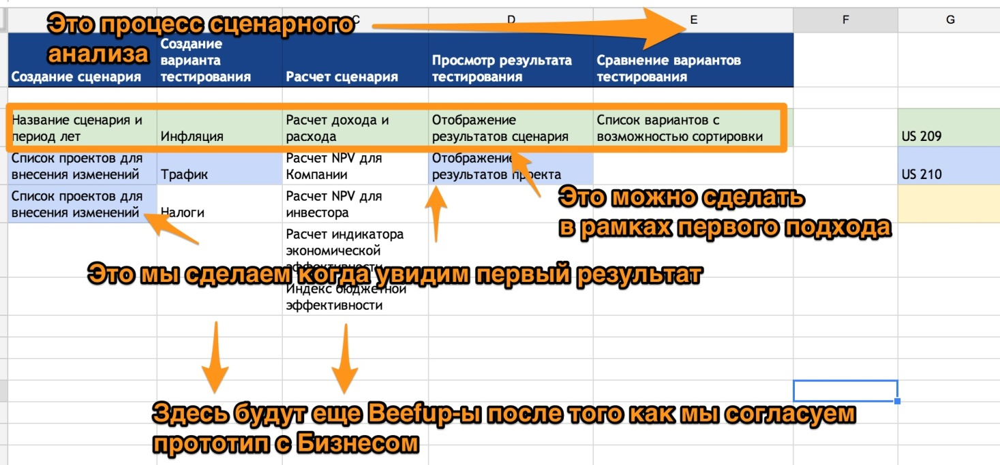 C
D
E
F
G
Это процесс сценарного
анализа
Создание сценария
Создание
варианта
тестирования
Расчет сценария
Просмотр результата
тестирования
Сравнение вариантов
тестирования
Название сценария и
период лет
Инфляция
Расчет дохода и
расхода
Отображение
результатов сценария
Список вариантов с
возможностью сортировки
US 209
Список проектов для
внесения изменений
Трафик
Расчет NPV для
Компании
Отображение
результатов проекта
US 210
Список проектов для
внесения изменений
Налоги
Расчет NPV для
инвестора
Это можно сделать
в рамках первого подхода
Расчет индикатора
экономической
эффективности
Это мы сделаем когда увидим первый результат
Индекс бюджетной
эффективности
Здесь будут еще Beefup-ы после того как мы согласуем
прототип с Бизнесом